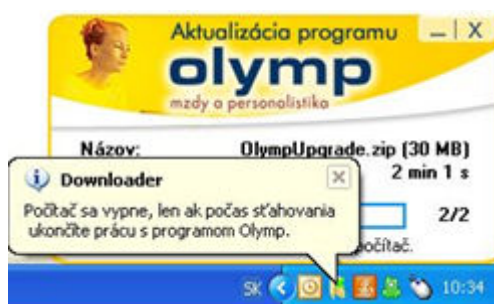 Aktualizácia programu
olymp
mzdy a personalistika
Názov: OlympUpgrade.zip (30 MB)
2 min 1 s
Downloader
Počítač sa vypne, len ak počas sťahovania
ukončíte prácu s programom Olymp.
2/2
počítač.
SK 10:34